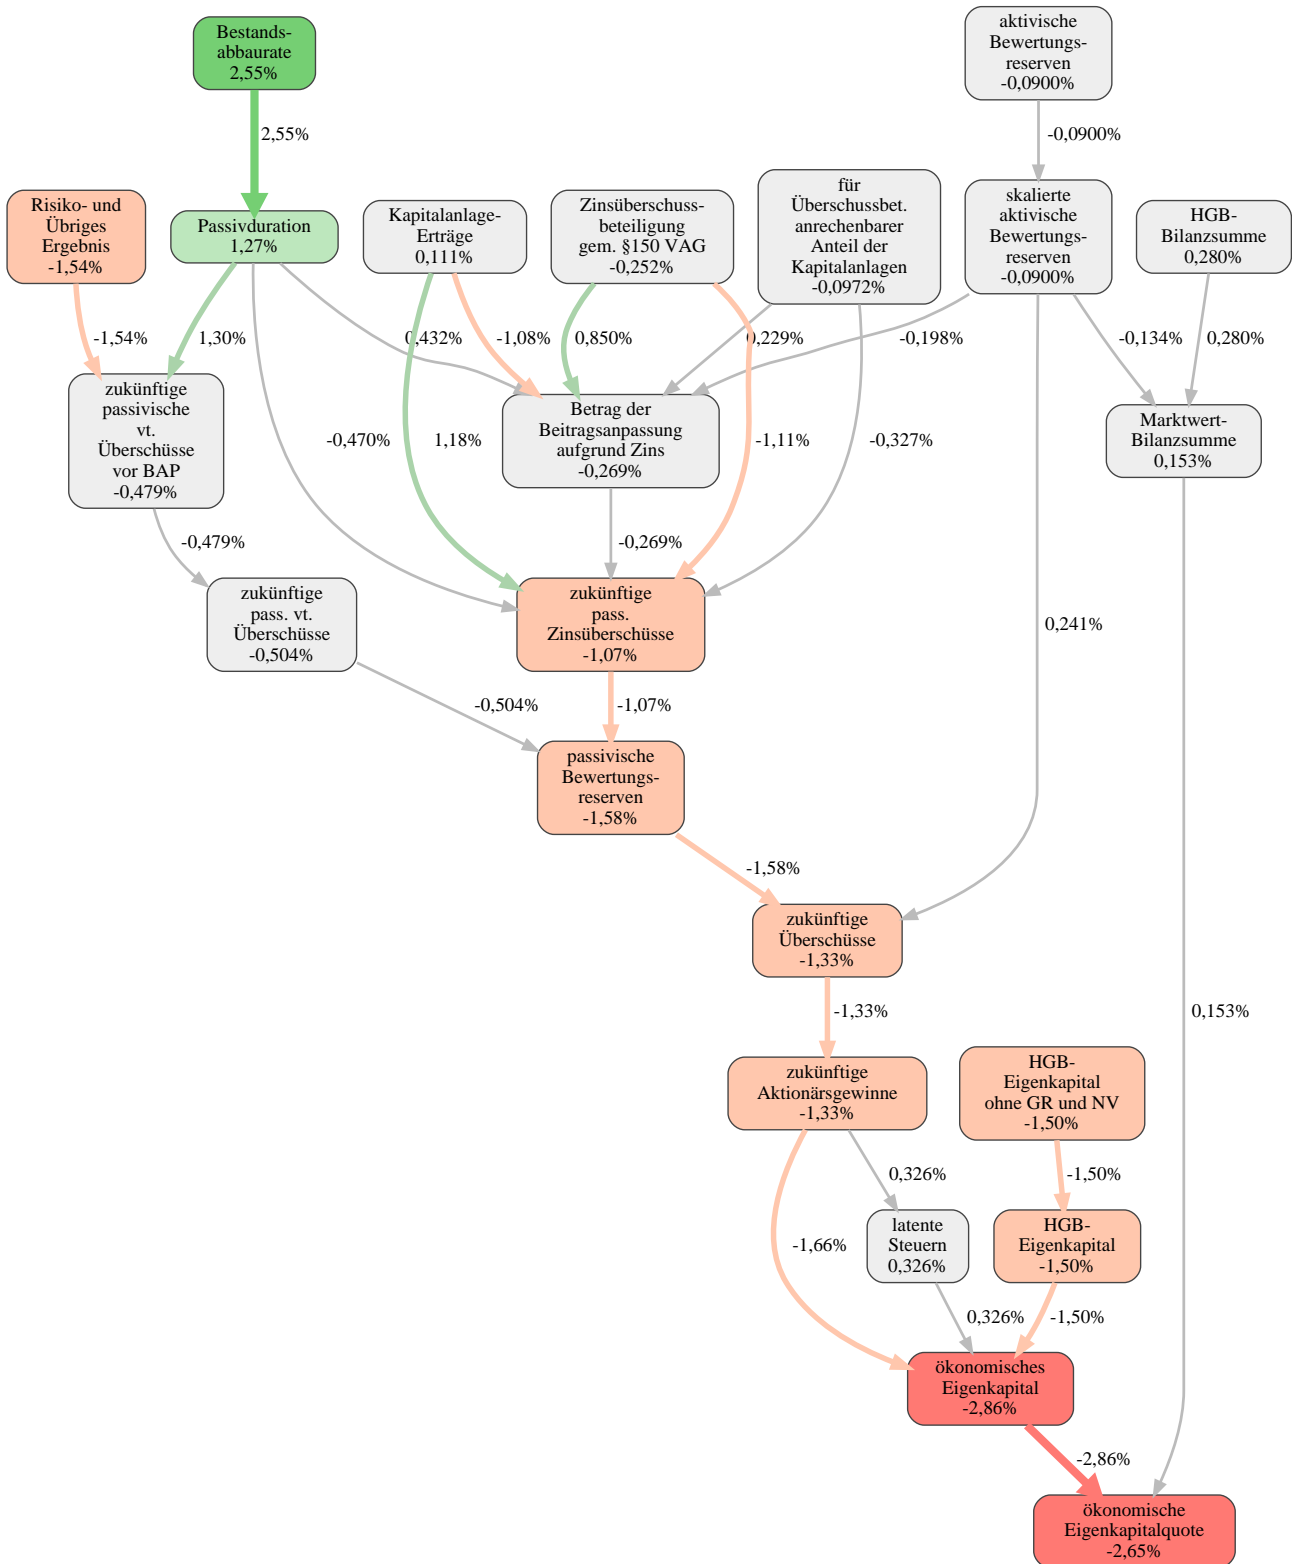 Bestands-
abbaurate
2,55%
aktivische
Bewertungs-
reserven
-0,0900%
2,55%
-0,0900%
Risiko- und
Übriges
Ergebnis
-1,54%
Passivduration
1,27%
Kapitalanlage-
Erträge
0,111%
Zinsüberschuss-
beteiligung
gem. §150 VAG
-0,252%
für
Überschussbet.
anrechenbarer
Anteil der
Kapitalanlagen
-0,0972%
skalierte
aktivische
Bewertungs-
reserven
-0,0900%
HGB-
Bilanzsumme
0,280%
-1,54%
1,30%
0,432%
-1,08%
0,850%
0,229%
-0,198%
-0,134%
0,280%
zukünftige
passivische
vt.
Überschüsse
vor BAP
-0,479%
-0,470%
1,18%
Betrag der
Beitragsanpassung
aufgrund Zins
-0,269%
-1,11%
-0,327%
Marktwert-
Bilanzsumme
0,153%
-0,479%
-0,269%
zukünftige
pass. vt.
Überschüsse
-0,504%
zukünftige
pass.
Zinsüberschüsse
-1,07%
0,241%
-0,504%
-1,07%
passivische
Bewertungs-
reserven
-1,58%
-1,58%
zukünftige
Überschüsse
-1,33%
-1,33%
0,153%
zukünftige
Aktionärsgewinne
-1,33%
HGB-
Eigenkapital
ohne GR und NV
-1,50%
0,326%
-1,50%
-1,66%
latente
Steuern
0,326%
HGB-
Eigenkapital
-1,50%
0,326%
-1,50%
ökonomisches
Eigenkapital
-2,86%
-2,86%
ökonomische
Eigenkapitalquote
-2,65%